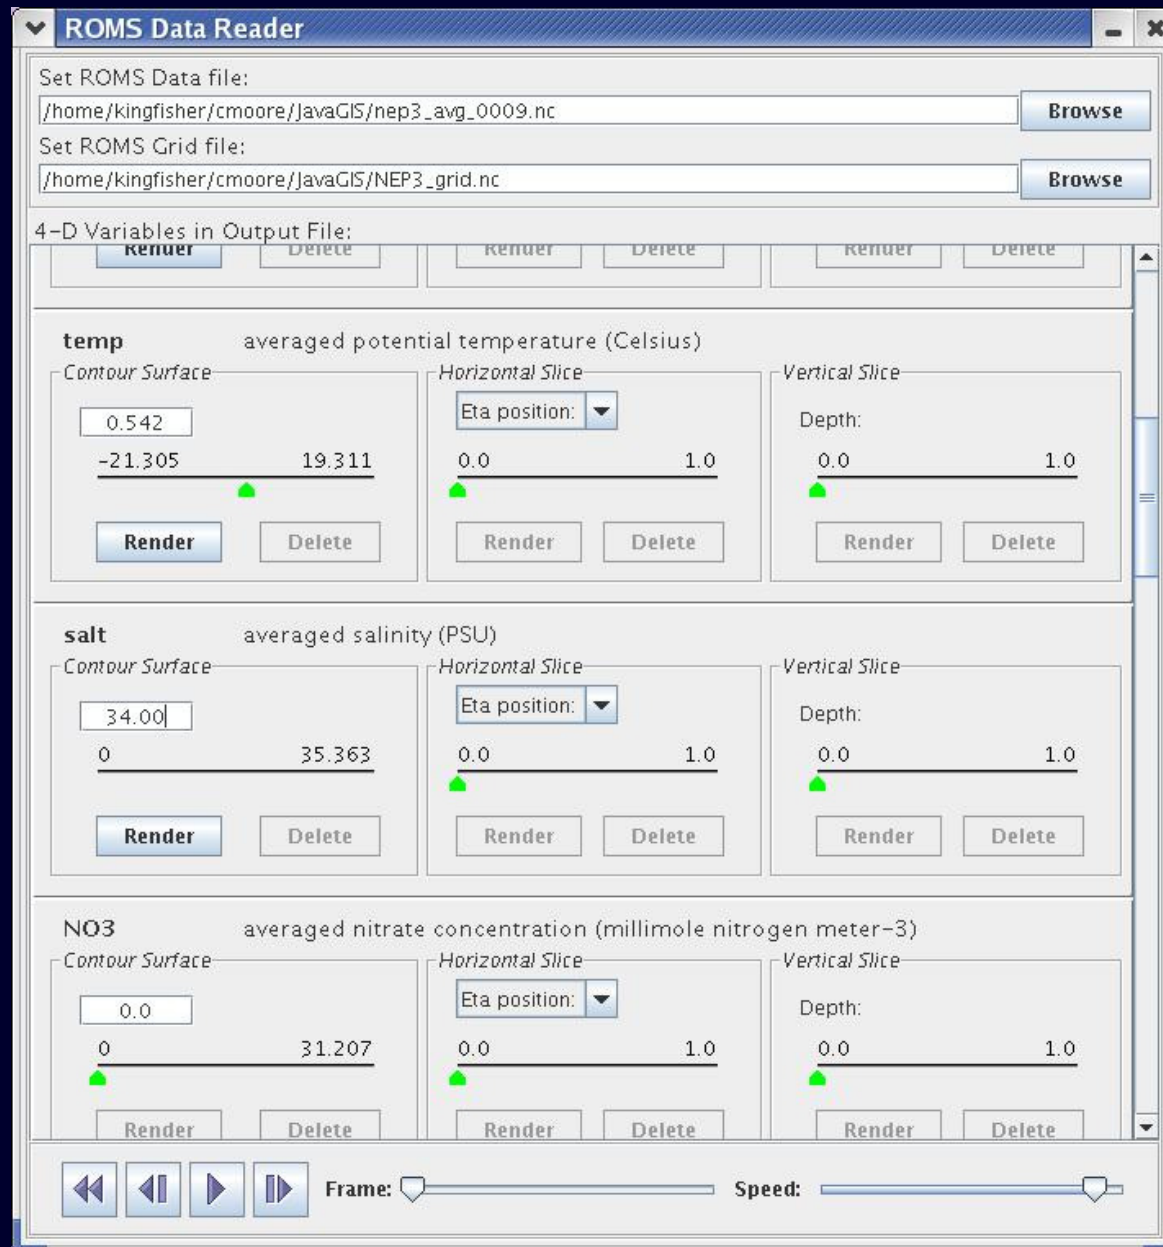 ROMS Data Reader
Set ROMS Data file:
/home/kingfisher/cmoore/JavaGIS/nep3_avg_0009.nc Browse
Set ROMS Grid file:
/home/kingfisher/cmoore/JavaGIS/NEP3_grid.nc Browse
4-D Variables in Output File:
Render Delete Render Delete Render Delete
temp averaged potential temperature (Celsius)
Contour Surface Horizontal Slice Vertical Slice
0.542 Eta position: Depth:
-21.305 19.311 0.0 1.0 0.0 1.0
Render Delete Render Delete Render Delete
salt averaged salinity (PSU)
Contour Surface Horizontal Slice Vertical Slice
34.00 Eta position: Depth:
0 35.363 0.0 1.0 0.0 1.0
Render Delete Render Delete Render Delete
NO3 averaged nitrate concentration (millimole nitrogen meter-3)
Contour Surface Horizontal Slice Vertical Slice
0.0 Eta position: Depth:
0 31.207 0.0 1.0 0.0 1.0
Render Delete Render Delete Render Delete
Frame: Speed: